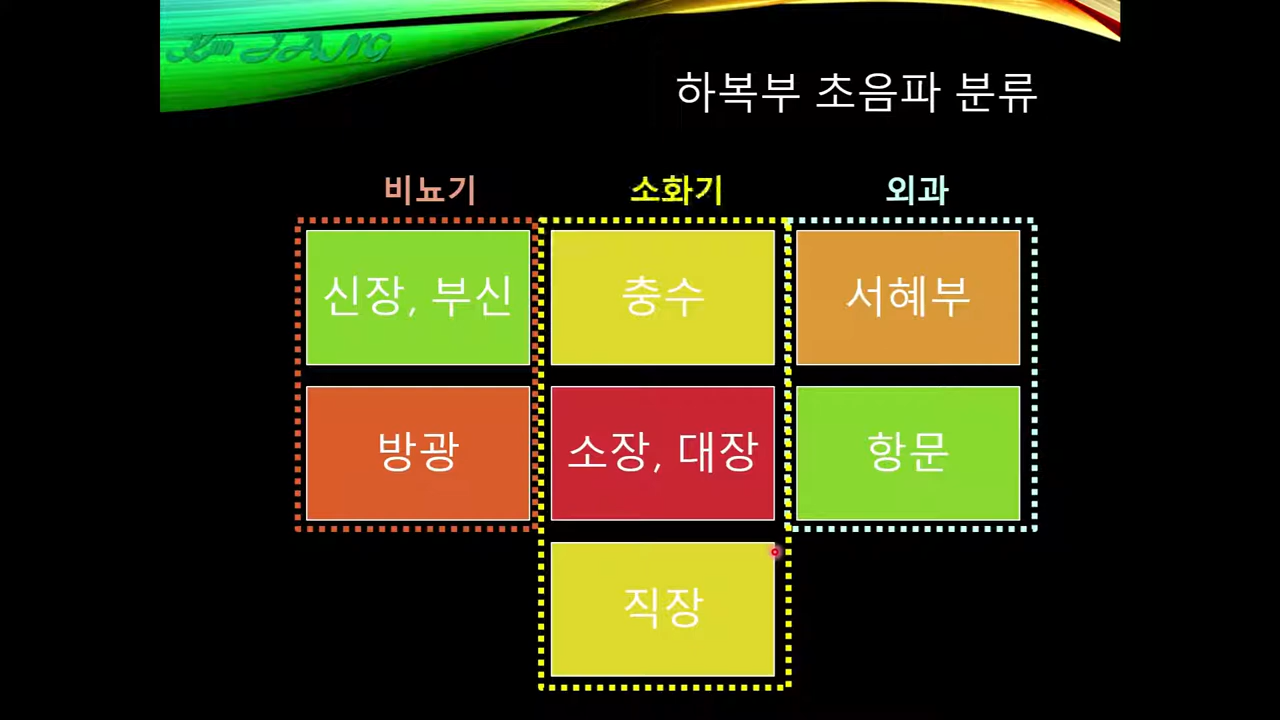 하복부 초음파 분류
비뇨기 소화기 외과
신장, 부신 충수 서혜부
방광 소장, 대장 항문
직장